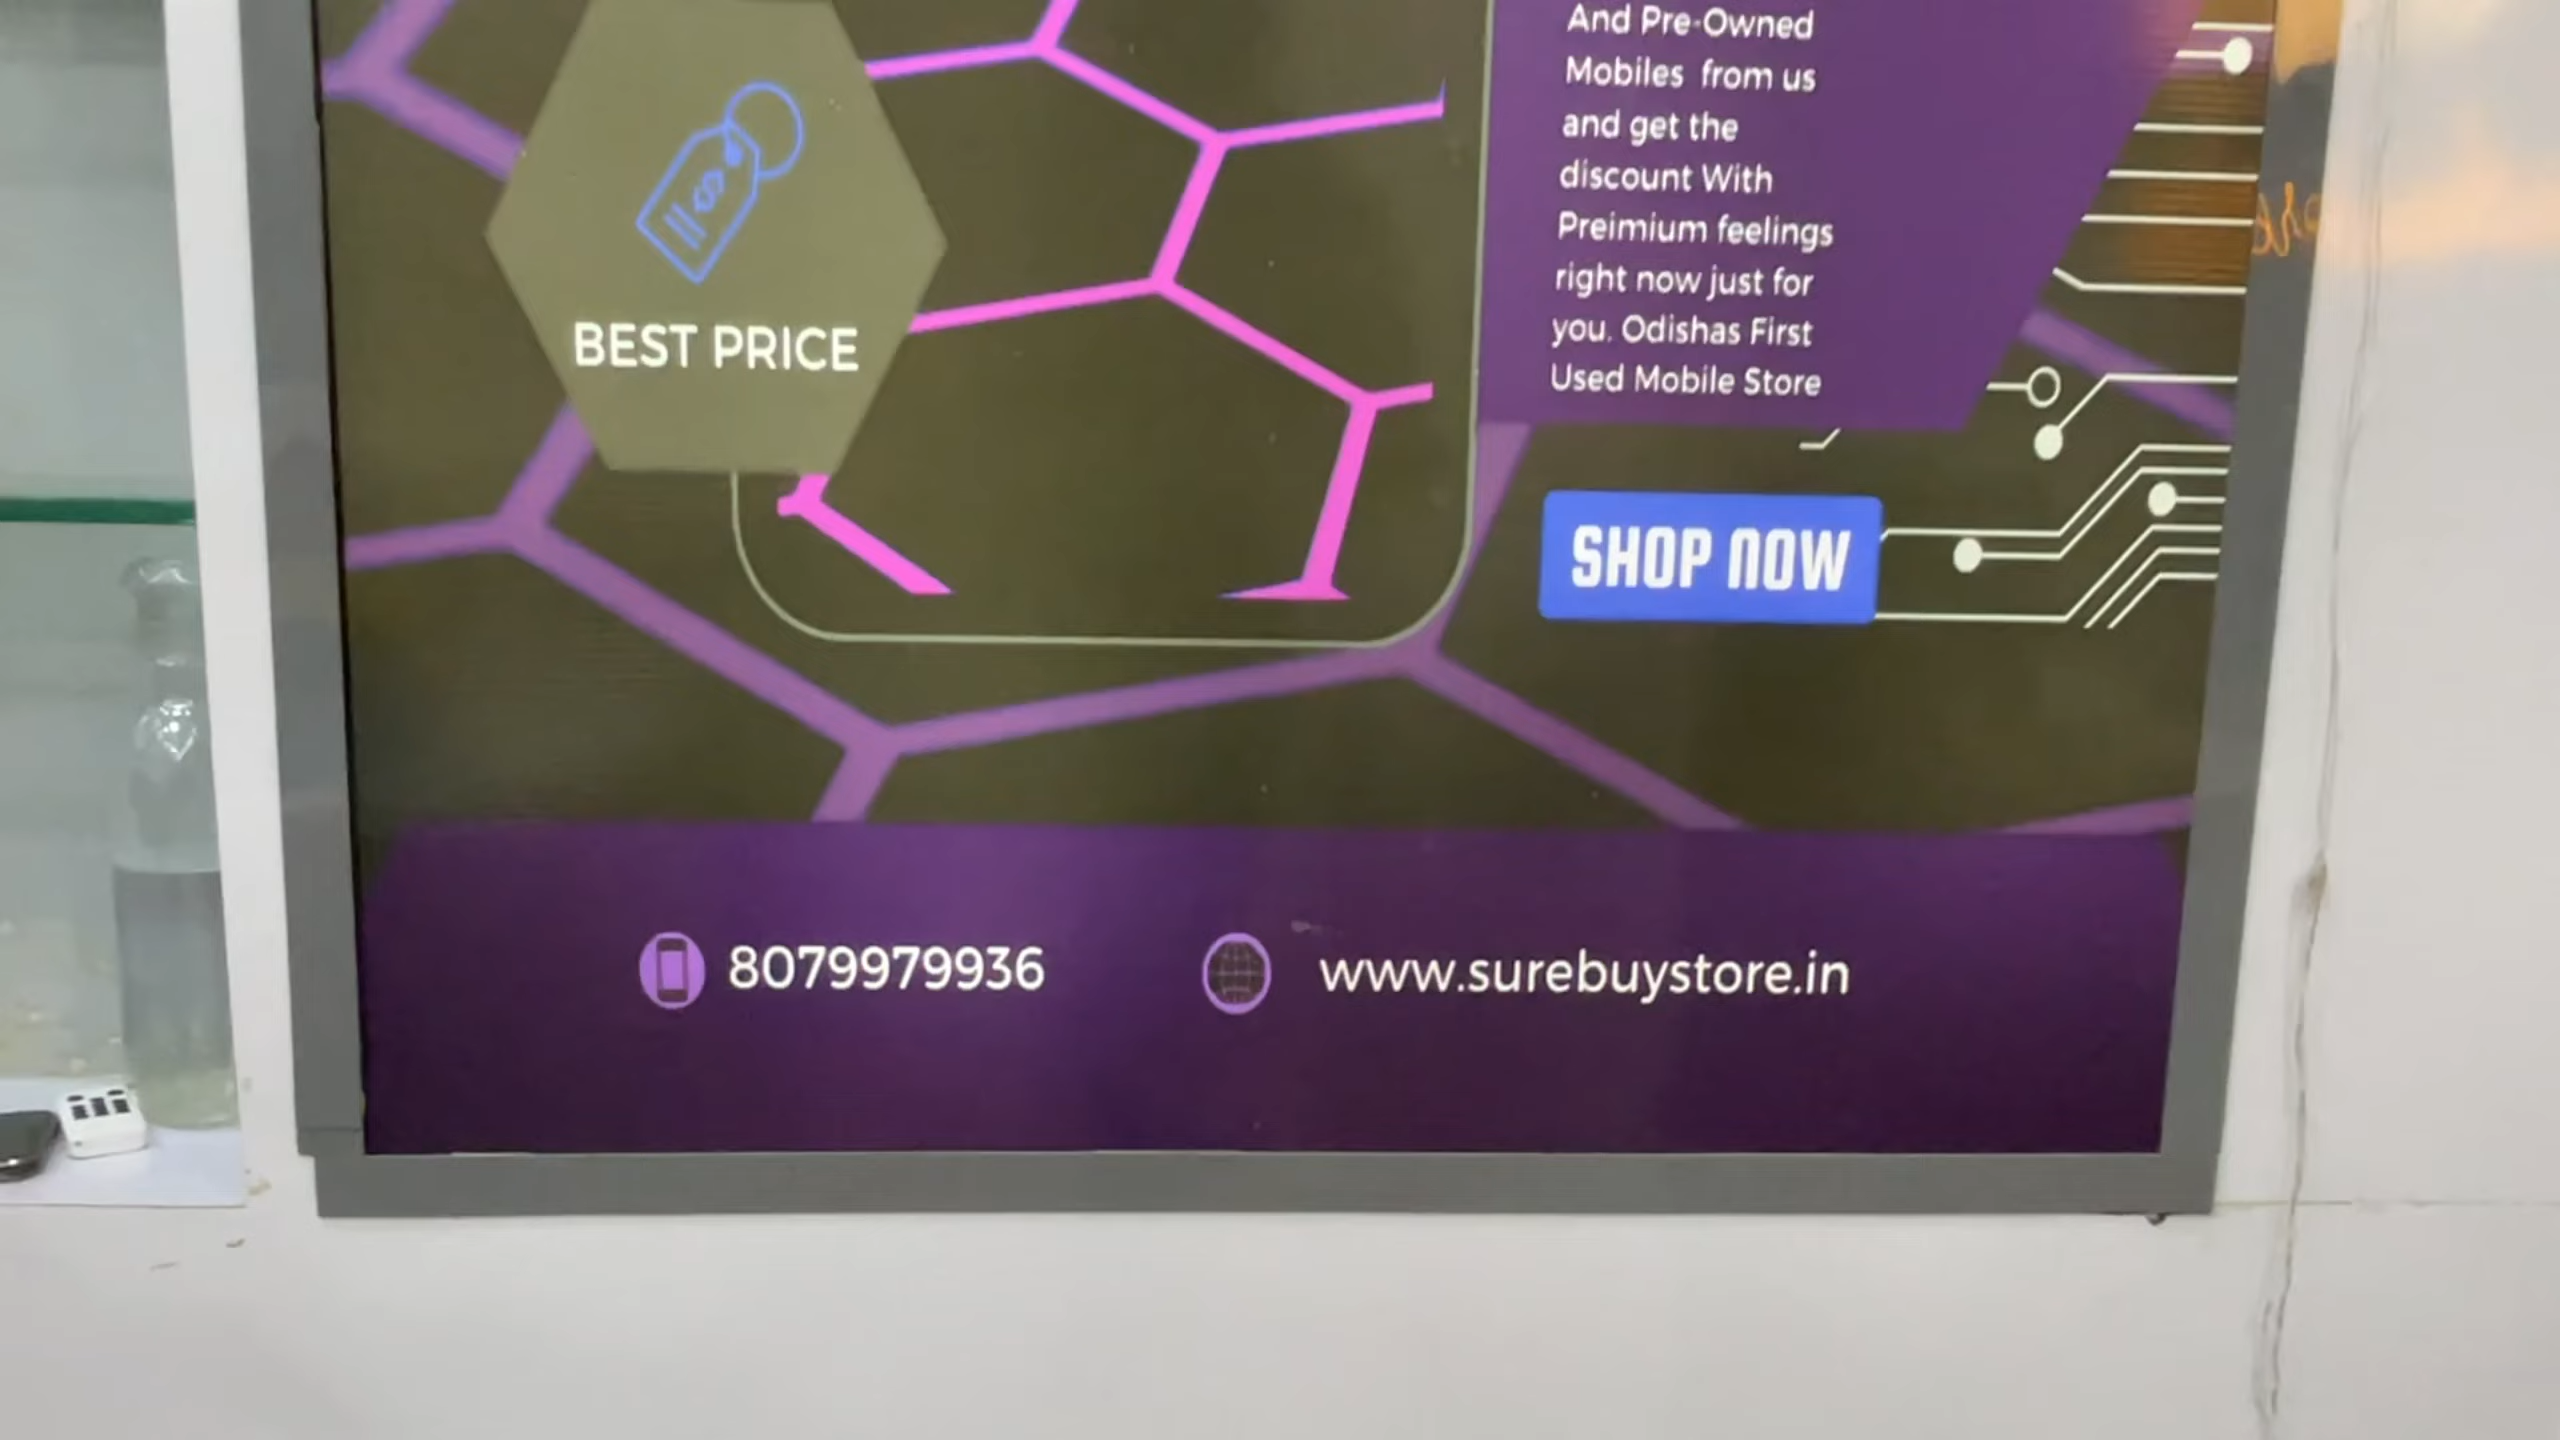 And Pre-Owned
Mobiles from us
and get the
discount With
Preimium feelings
right now just for
you. Odishas First
Used Mobile Store
BEST PRICE
SHOP NOW
8079979936
www.surebuystore.in